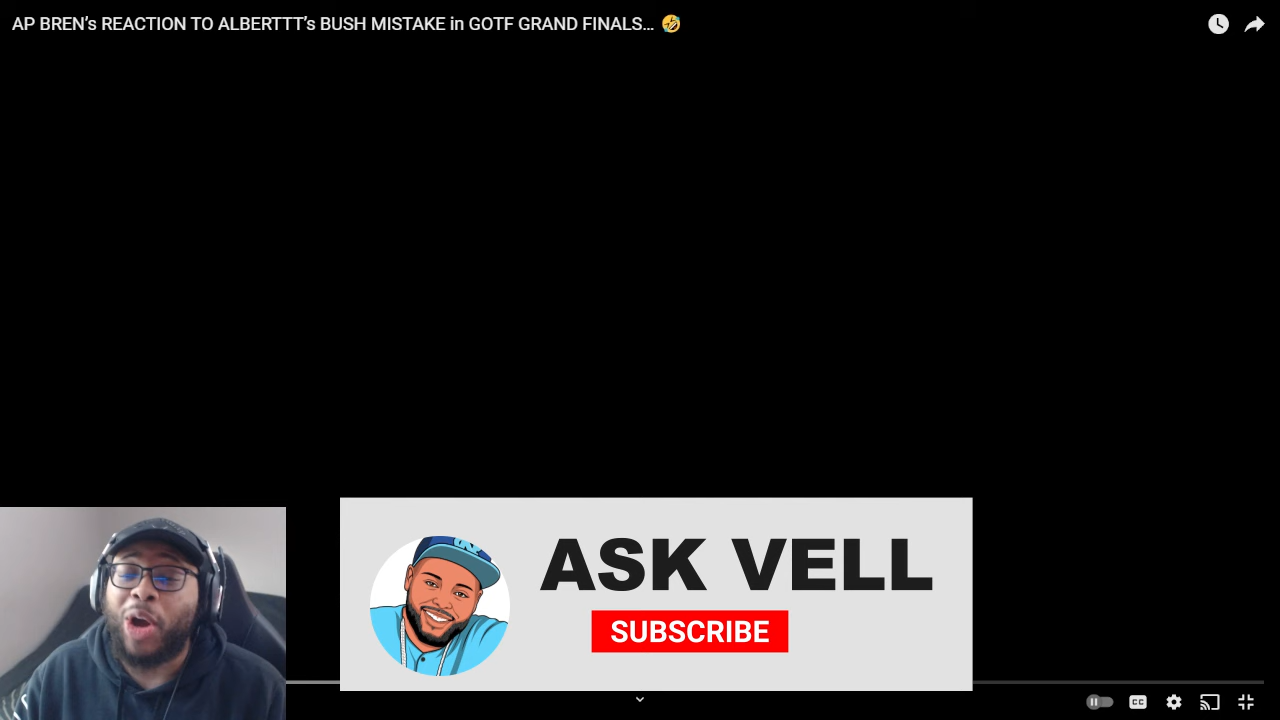 AP BREN’s REACTION TO ALBERTTT’s BUSH MISTAKE in GOTF GRAND FINALS... 🤣
ASK VELL
SUBSCRIBE
CC